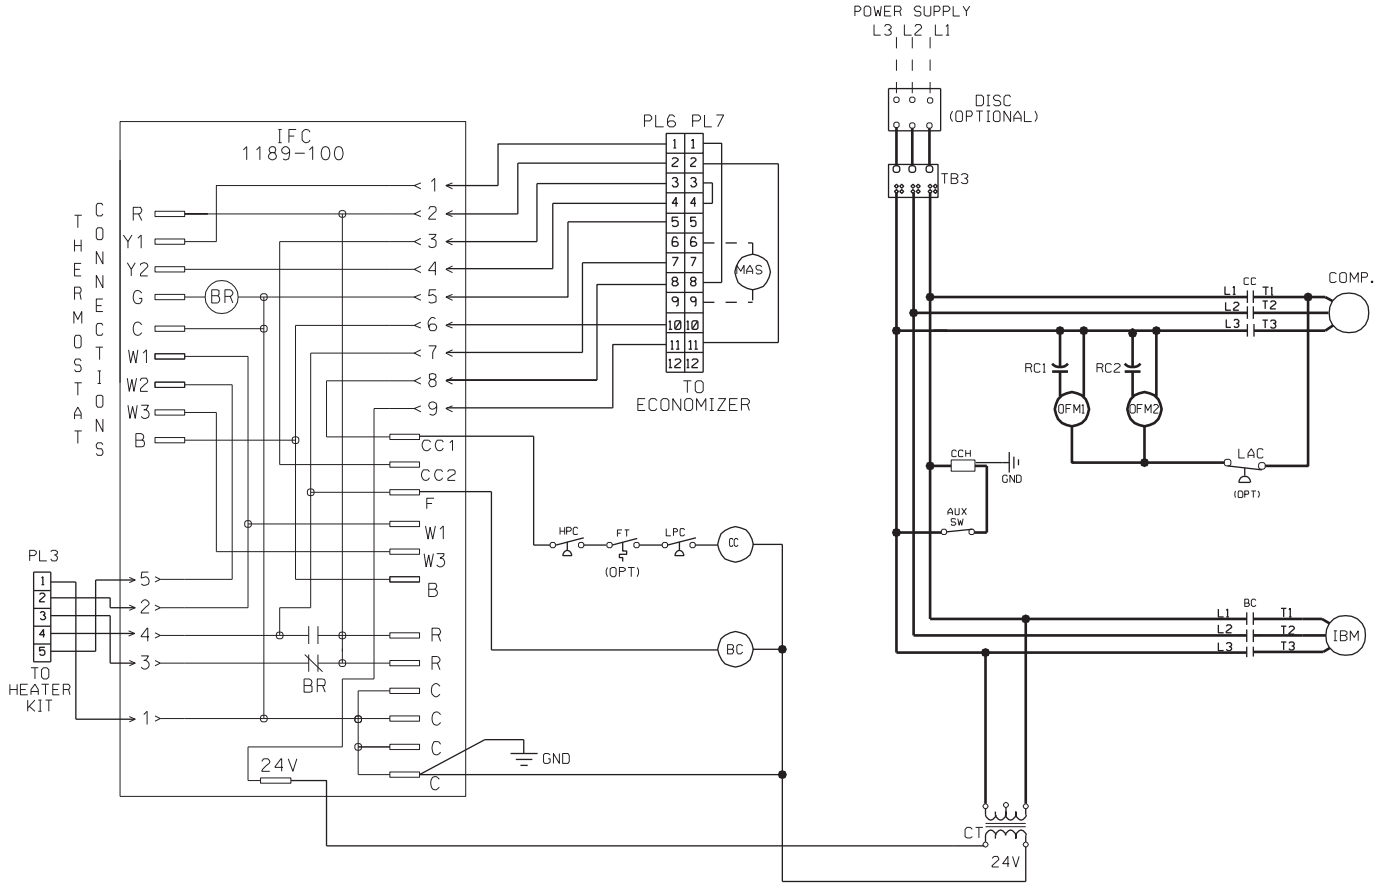 POWER SUPPLY
L3 L2 L1
DISC
(OPTIONAL)
TB3
IFC
1189-100
THERMOSTAT
CONNECTIONS
R
Y1
Y2
G
BR
C
W1
W2
W3
B
1
2
3
4
5
6
7
8
9
CC1
CC2
F
W1
W3
B
R
R
C
C
C
C
5
2
4
3
1
BR
24V
PL3
1
2
3
4
5
TO
HEATER
KIT
PL6 PL7
1 1
2 2
3 3
4 4
5 5
6 6
7 7
8 8
9 9
10 10
11 11
12 12
TO
ECONOMIZER
MAS
HPC
FT
(OPT)
LPC
CC
BC
GND
COMP.
CC
L1 T1
L2 T2
L3 T3
RC1
RC2
OFM1
OFM2
LAC
(OPT)
CCH
GND
AUX
SW
BC
L1 T1
L2 T2
L3 T3
IBM
CT
24V